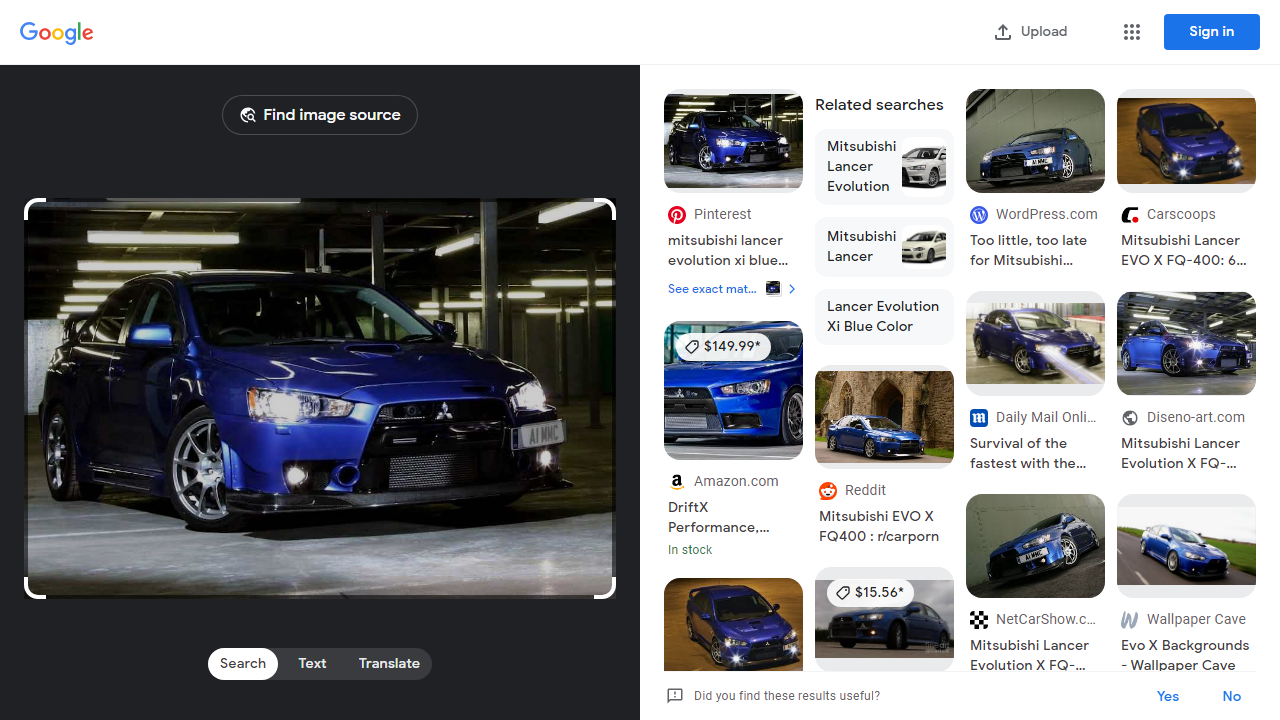 Google
Upload
Sign in
Find image source
A1 MMC
Search
Text
Translate
Pinterest
mitsubishi lancer
evolution xi blue...
See exact mat...
$149.99*
Amazon.com
DriftX
Performance,...
In stock
Related searches
Mitsubishi
Lancer
Evolution
Mitsubishi
Lancer
Lancer Evolution
Xi Blue Color
Reddit
Mitsubishi EVO X
FQ400 : r/carporn
$15.56*
A1 MMC
WordPress.com
Too little, too late
for Mitsubishi...
Daily Mail Onli...
Survival of the
fastest with the...
NetCarShow.c...
Mitsubishi Lancer
Evolution X FQ-...
Carscoops
Mitsubishi Lancer
EVO X FQ-400: 6...
Diseno-art.com
Mitsubishi Lancer
Evolution X FQ-...
Wallpaper Cave
Evo X Backgrounds
- Wallpaper Cave
Did you find these results useful?
Yes
No